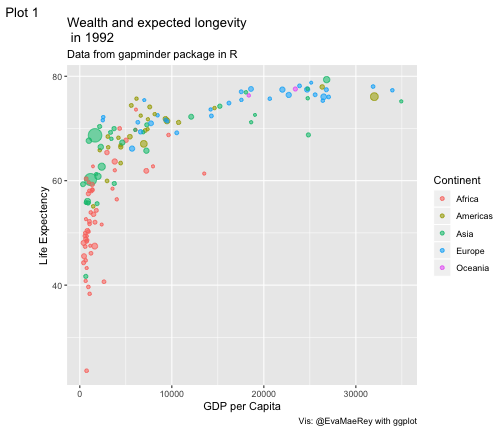 Plot 1
Wealth and expected longevity
in 1992
Data from gapminder package in R
80
60
40
Life Expectency
0
10000
20000
30000
GDP per Capita
Continent
Africa
Americas
Asia
Europe
Oceania
Vis: @EvaMaeRey with ggplot